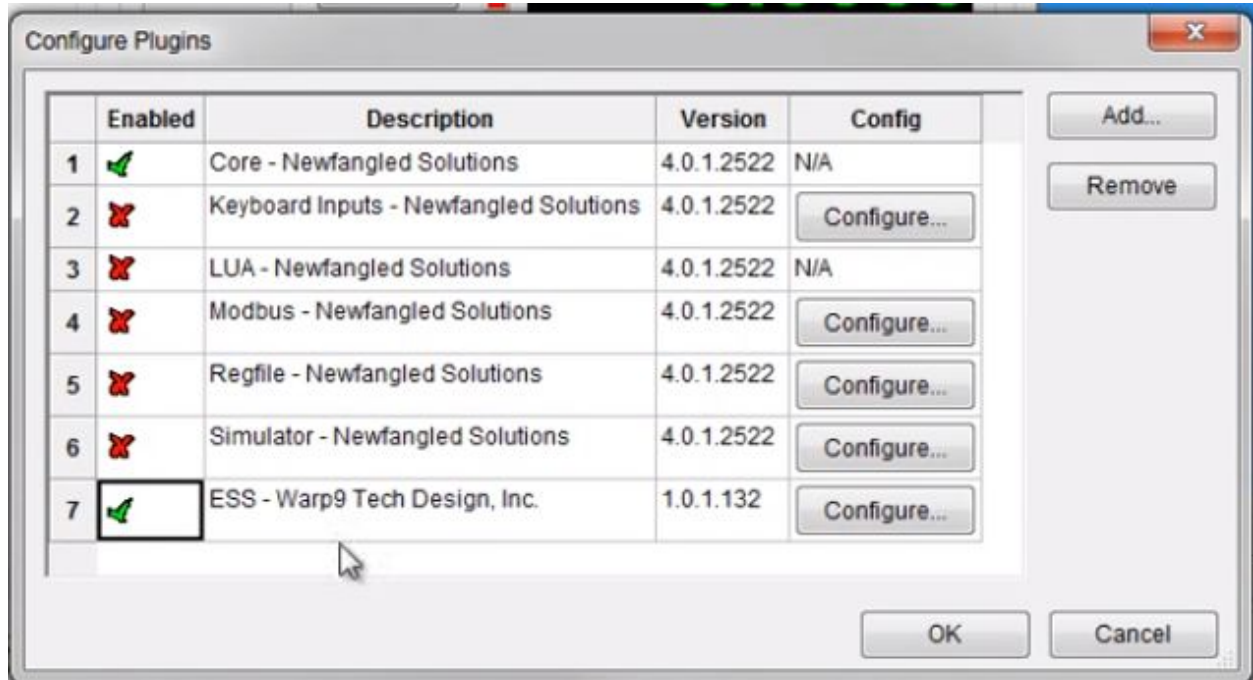 Configure Plugins
Enabled Description Version Config
1 Core - Newfangled Solutions 4.0.1.2522 N/A
2 Keyboard Inputs - Newfangled Solutions 4.0.1.2522 Configure...
3 LUA - Newfangled Solutions 4.0.1.2522 N/A
4 Modbus - Newfangled Solutions 4.0.1.2522 Configure...
5 Regfile - Newfangled Solutions 4.0.1.2522 Configure...
6 Simulator - Newfangled Solutions 4.0.1.2522 Configure...
7 ESS - Warp9 Tech Design, Inc. 1.0.1.132 Configure...
Add...
Remove
OK Cancel